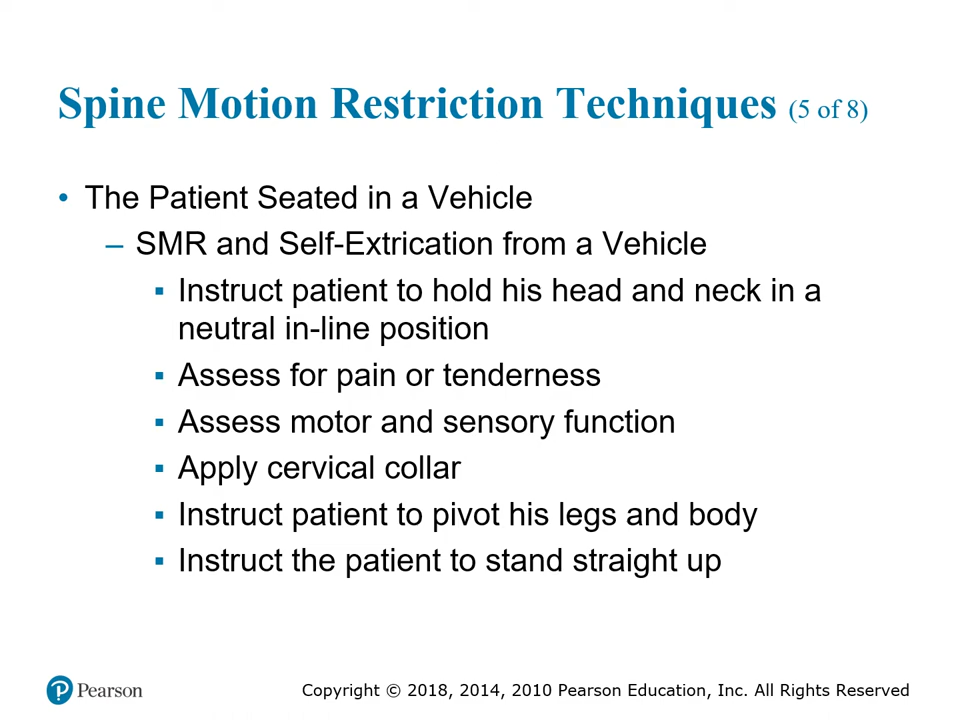 Spine Motion Restriction Techniques (5 of 8)
• The Patient Seated in a Vehicle
– SMR and Self-Extrication from a Vehicle
▪ Instruct patient to hold his head and neck in a
neutral in-line position
▪ Assess for pain or tenderness
▪ Assess motor and sensory function
▪ Apply cervical collar
▪ Instruct patient to pivot his legs and body
▪ Instruct the patient to stand straight up
Pearson
Copyright © 2018, 2014, 2010 Pearson Education, Inc. All Rights Reserved